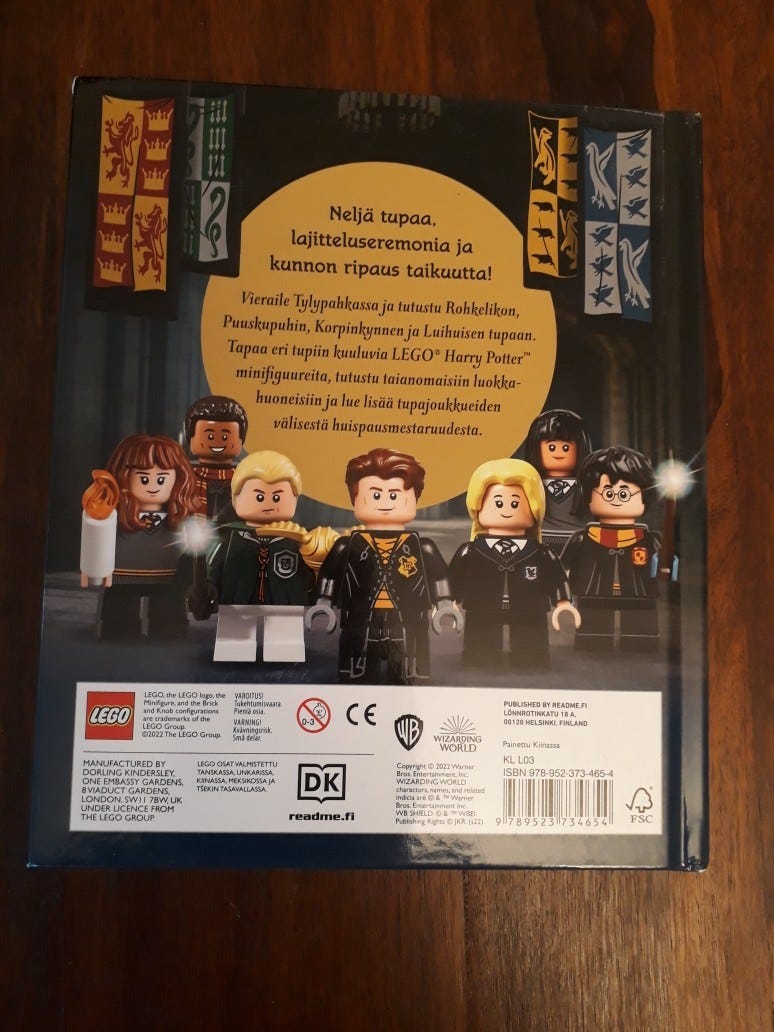 Neljä tupaa,
lajitteluseremonia ja
kunnon ripaus taikuutta!
Vieraile Tylypahkassa ja tutustu Rohkelikon,
Puuskupuhin, Korpinkynnen ja Luihuisen tupaan.
Tapaa eri tupiin kuuluvia LEGO® Harry Potter™
minifiguureita, tutustu taianomaisiin luokka-
huoneisiin ja lue lisää tupajoukkueiden
välisestä huispausmestaruudesta.
LEGO
LEGO, the LEGO logo, the
Minifigure, and the Brick
and Knob configurations
are trademarks of the
LEGO Group.
©2022 The LEGO Group.
VAROITUS!
Tukehtumisvaara.
Pieniä osia.
VARNING!
Kvävningsrisk.
Små delar.
0-3
CE
MANUFACTURED BY
DORLING KINDERSLEY,
ONE EMBASSY GARDENS,
8 VIADUCT GARDENS,
LONDON, SW11 7BW, UK
UNDER LICENCE FROM
THE LEGO GROUP.
LEGO OSAT VALMISTETTU
TANSKASSA, UNKARISSA,
KIINASSA, MEKSIKOSSA JA
TŠEKIN TASAVALLASSA.
DK
readme.fi
WB
WIZARDING
WORLD
Copyright © 2022 Warner
Bros. Entertainment, Inc.
WIZARDING WORLD
characters, names, and related
indicia are © & ™ Warner
Bros. Entertainment Inc.
WB SHIELD: © & ™ WBEI
Publishing Rights © JKR. (s22)
PUBLISHED BY README.FI
LÖNNROTINKATU 18 A,
00120 HELSINKI, FINLAND
Painettu Kiinassa
KL L03
ISBN 978-952-373-465-4
9 789523 734654
FSC